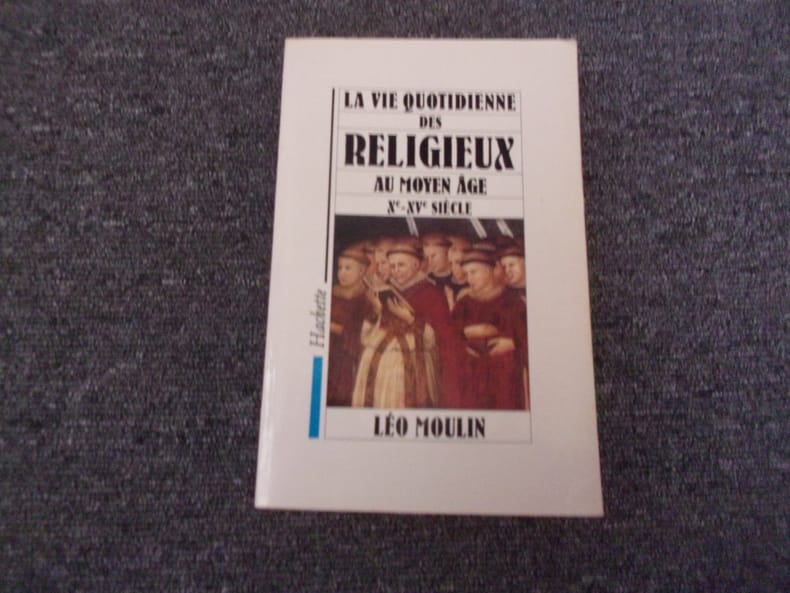 LA VIE QUOTIDIENNE
DES
RELIGIEUX
AU MOYEN ÂGE
Xᵉ-XVᵉ SIÈCLE
Hachette
LÉO MOULIN